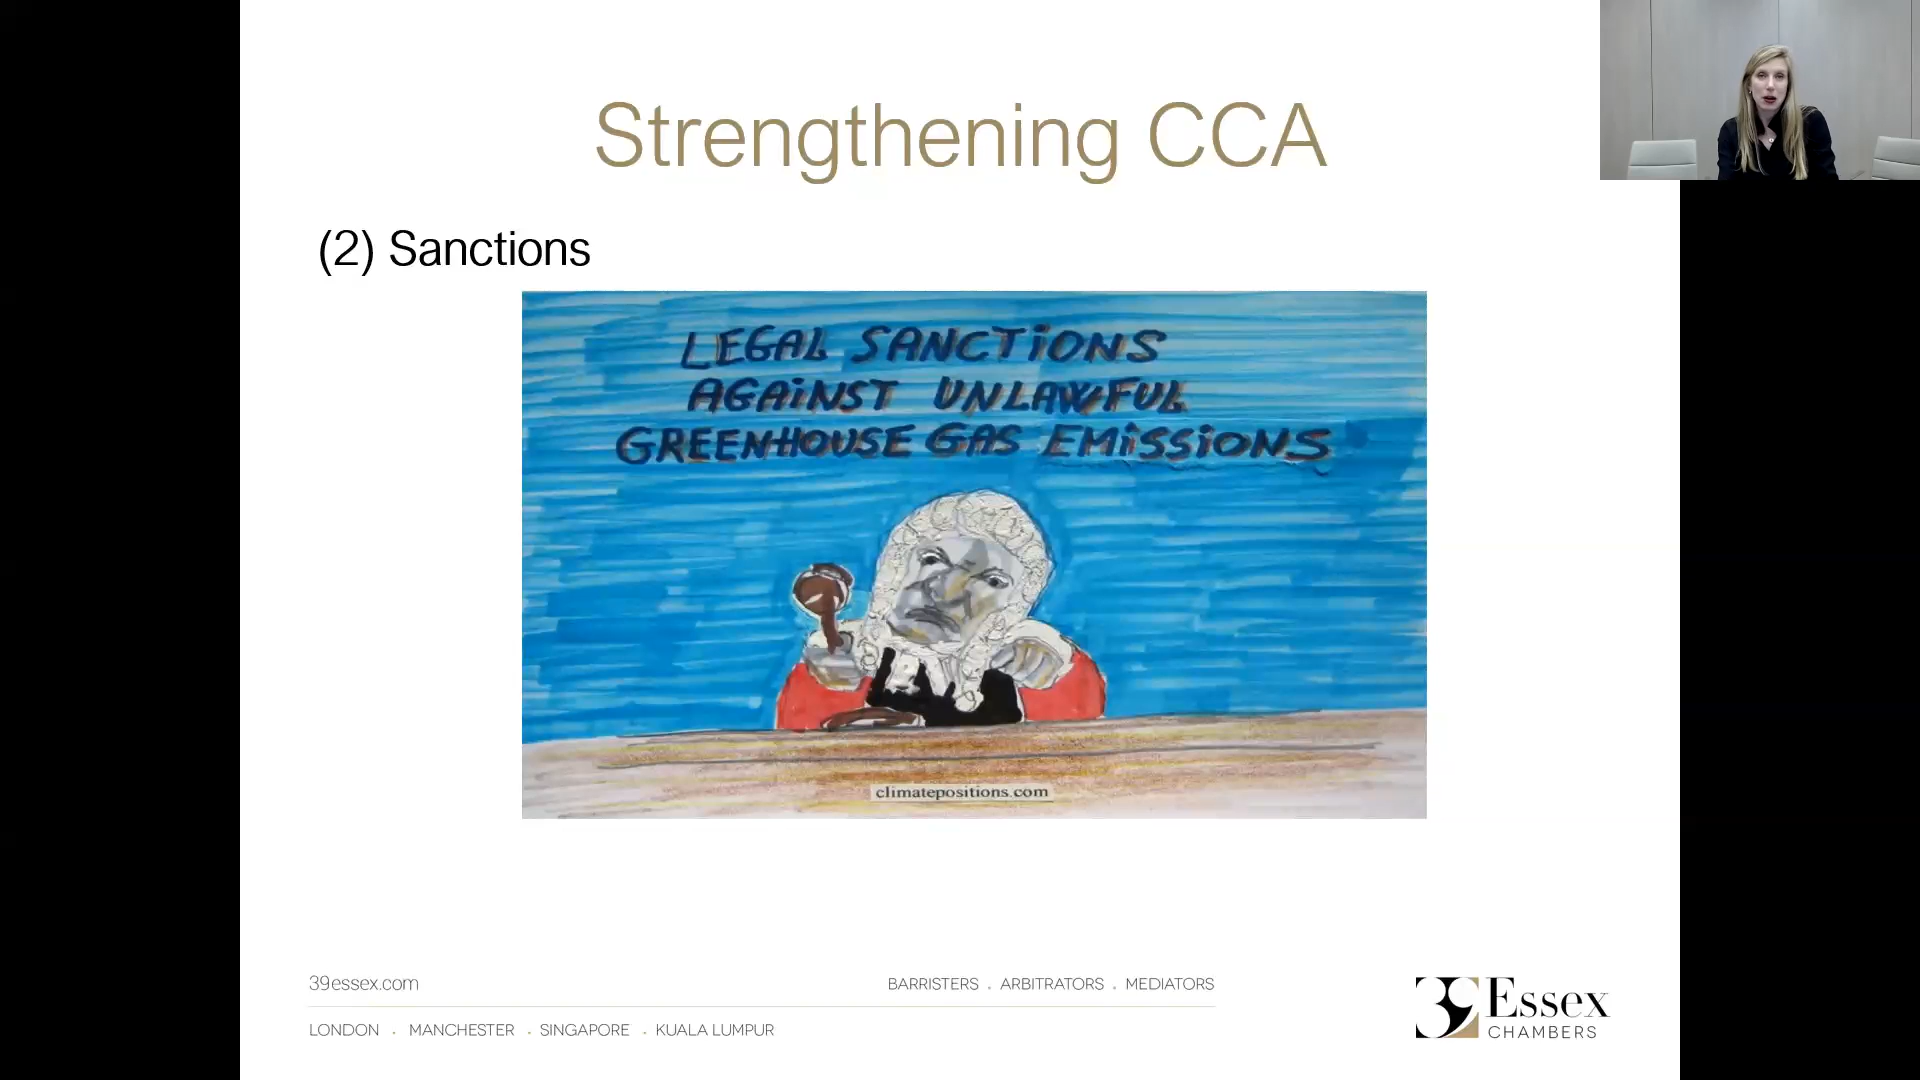 Strengthening CCA
(2) Sanctions
LEGAL SANCTIONS
AGAINST UNLAWFUL
GREENHOUSE GAS EMISSIONS
climatepositions.com
39essex.com
BARRISTERS . ARBITRATORS . MEDIATORS
LONDON . MANCHESTER . SINGAPORE . KUALA LUMPUR
39 Essex
CHAMBERS